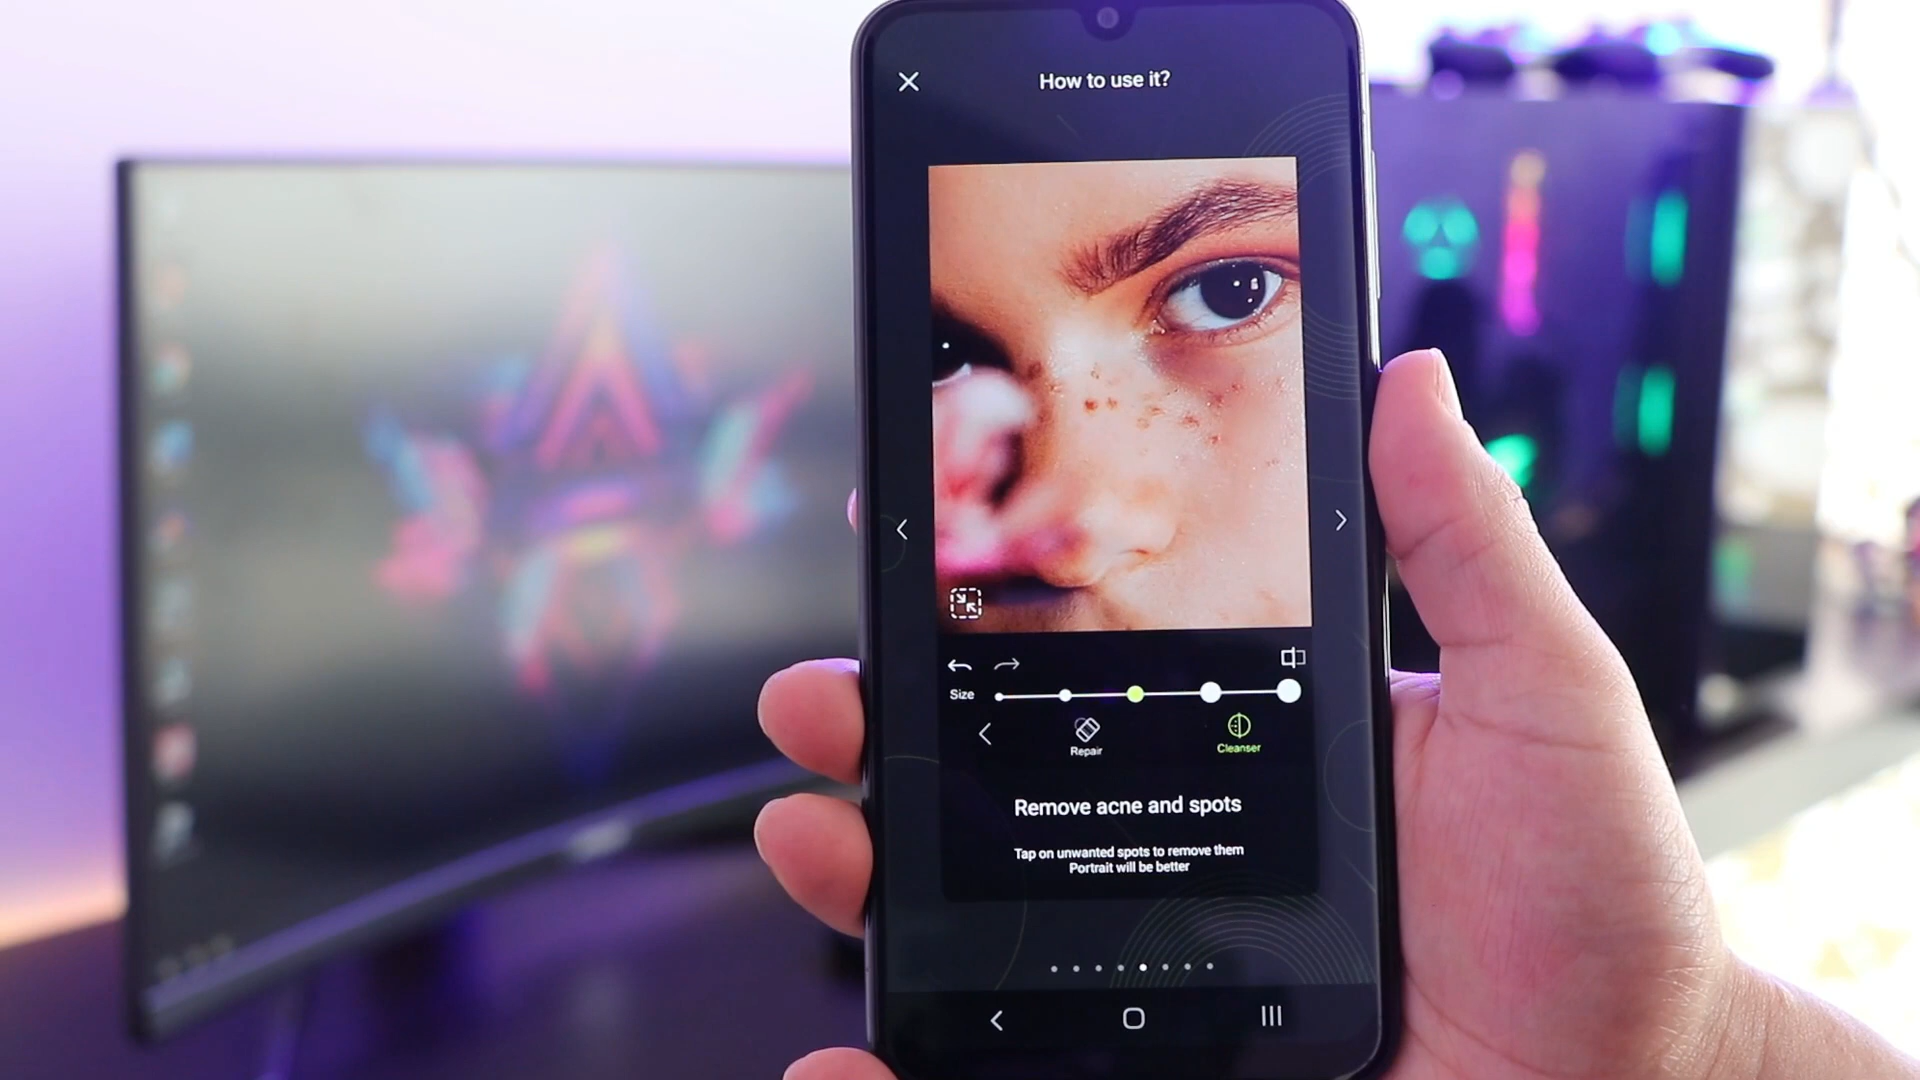 How to use it?
Size
Repair
Cleanser
Remove acne and spots
Tap on unwanted spots to remove them
Portrait will be better